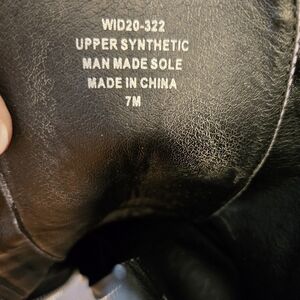 WID20-322
UPPER SYNTHETIC
MAN MADE SOLE
MADE IN CHINA
7M